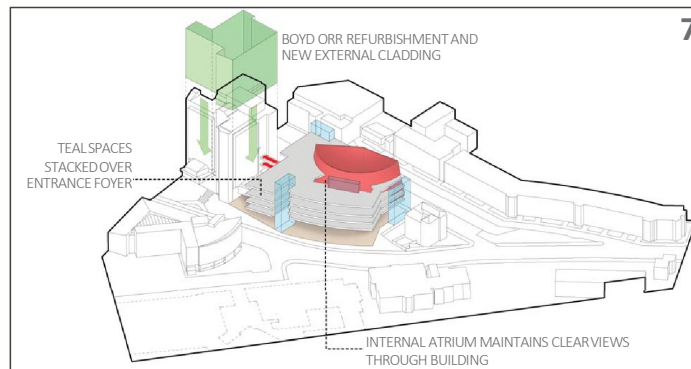 7
BOYD ORR REFURBISHMENT AND
NEW EXTERNAL CLADDING
TEAL SPACES
STACKED OVER
ENTRANCE FOYER
INTERNAL ATRIUM MAINTAINS CLEAR VIEWS
THROUGH BUILDING